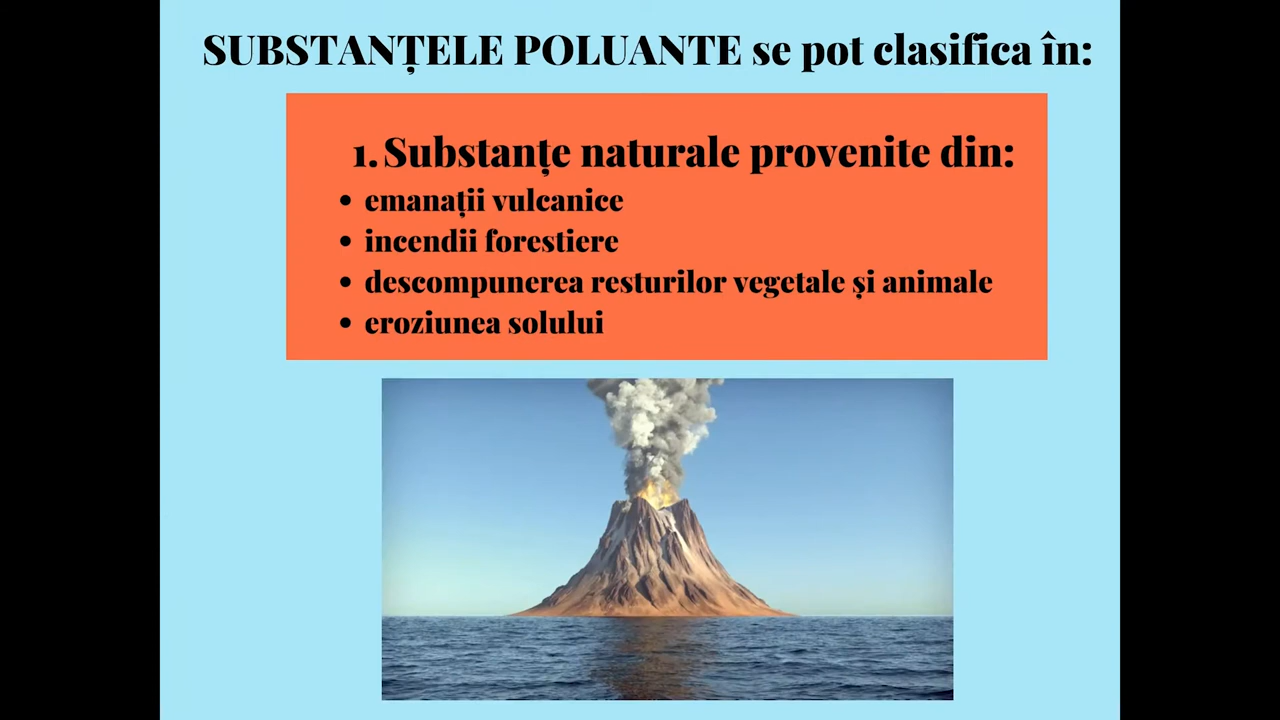 SUBSTANȚELE POLUANTE se pot clasifica în:
1. Substanțe naturale provenite din:
• emanații vulcanice
• incendii forestiere
• descompunerea resturilor vegetale și animale
• eroziunea solului